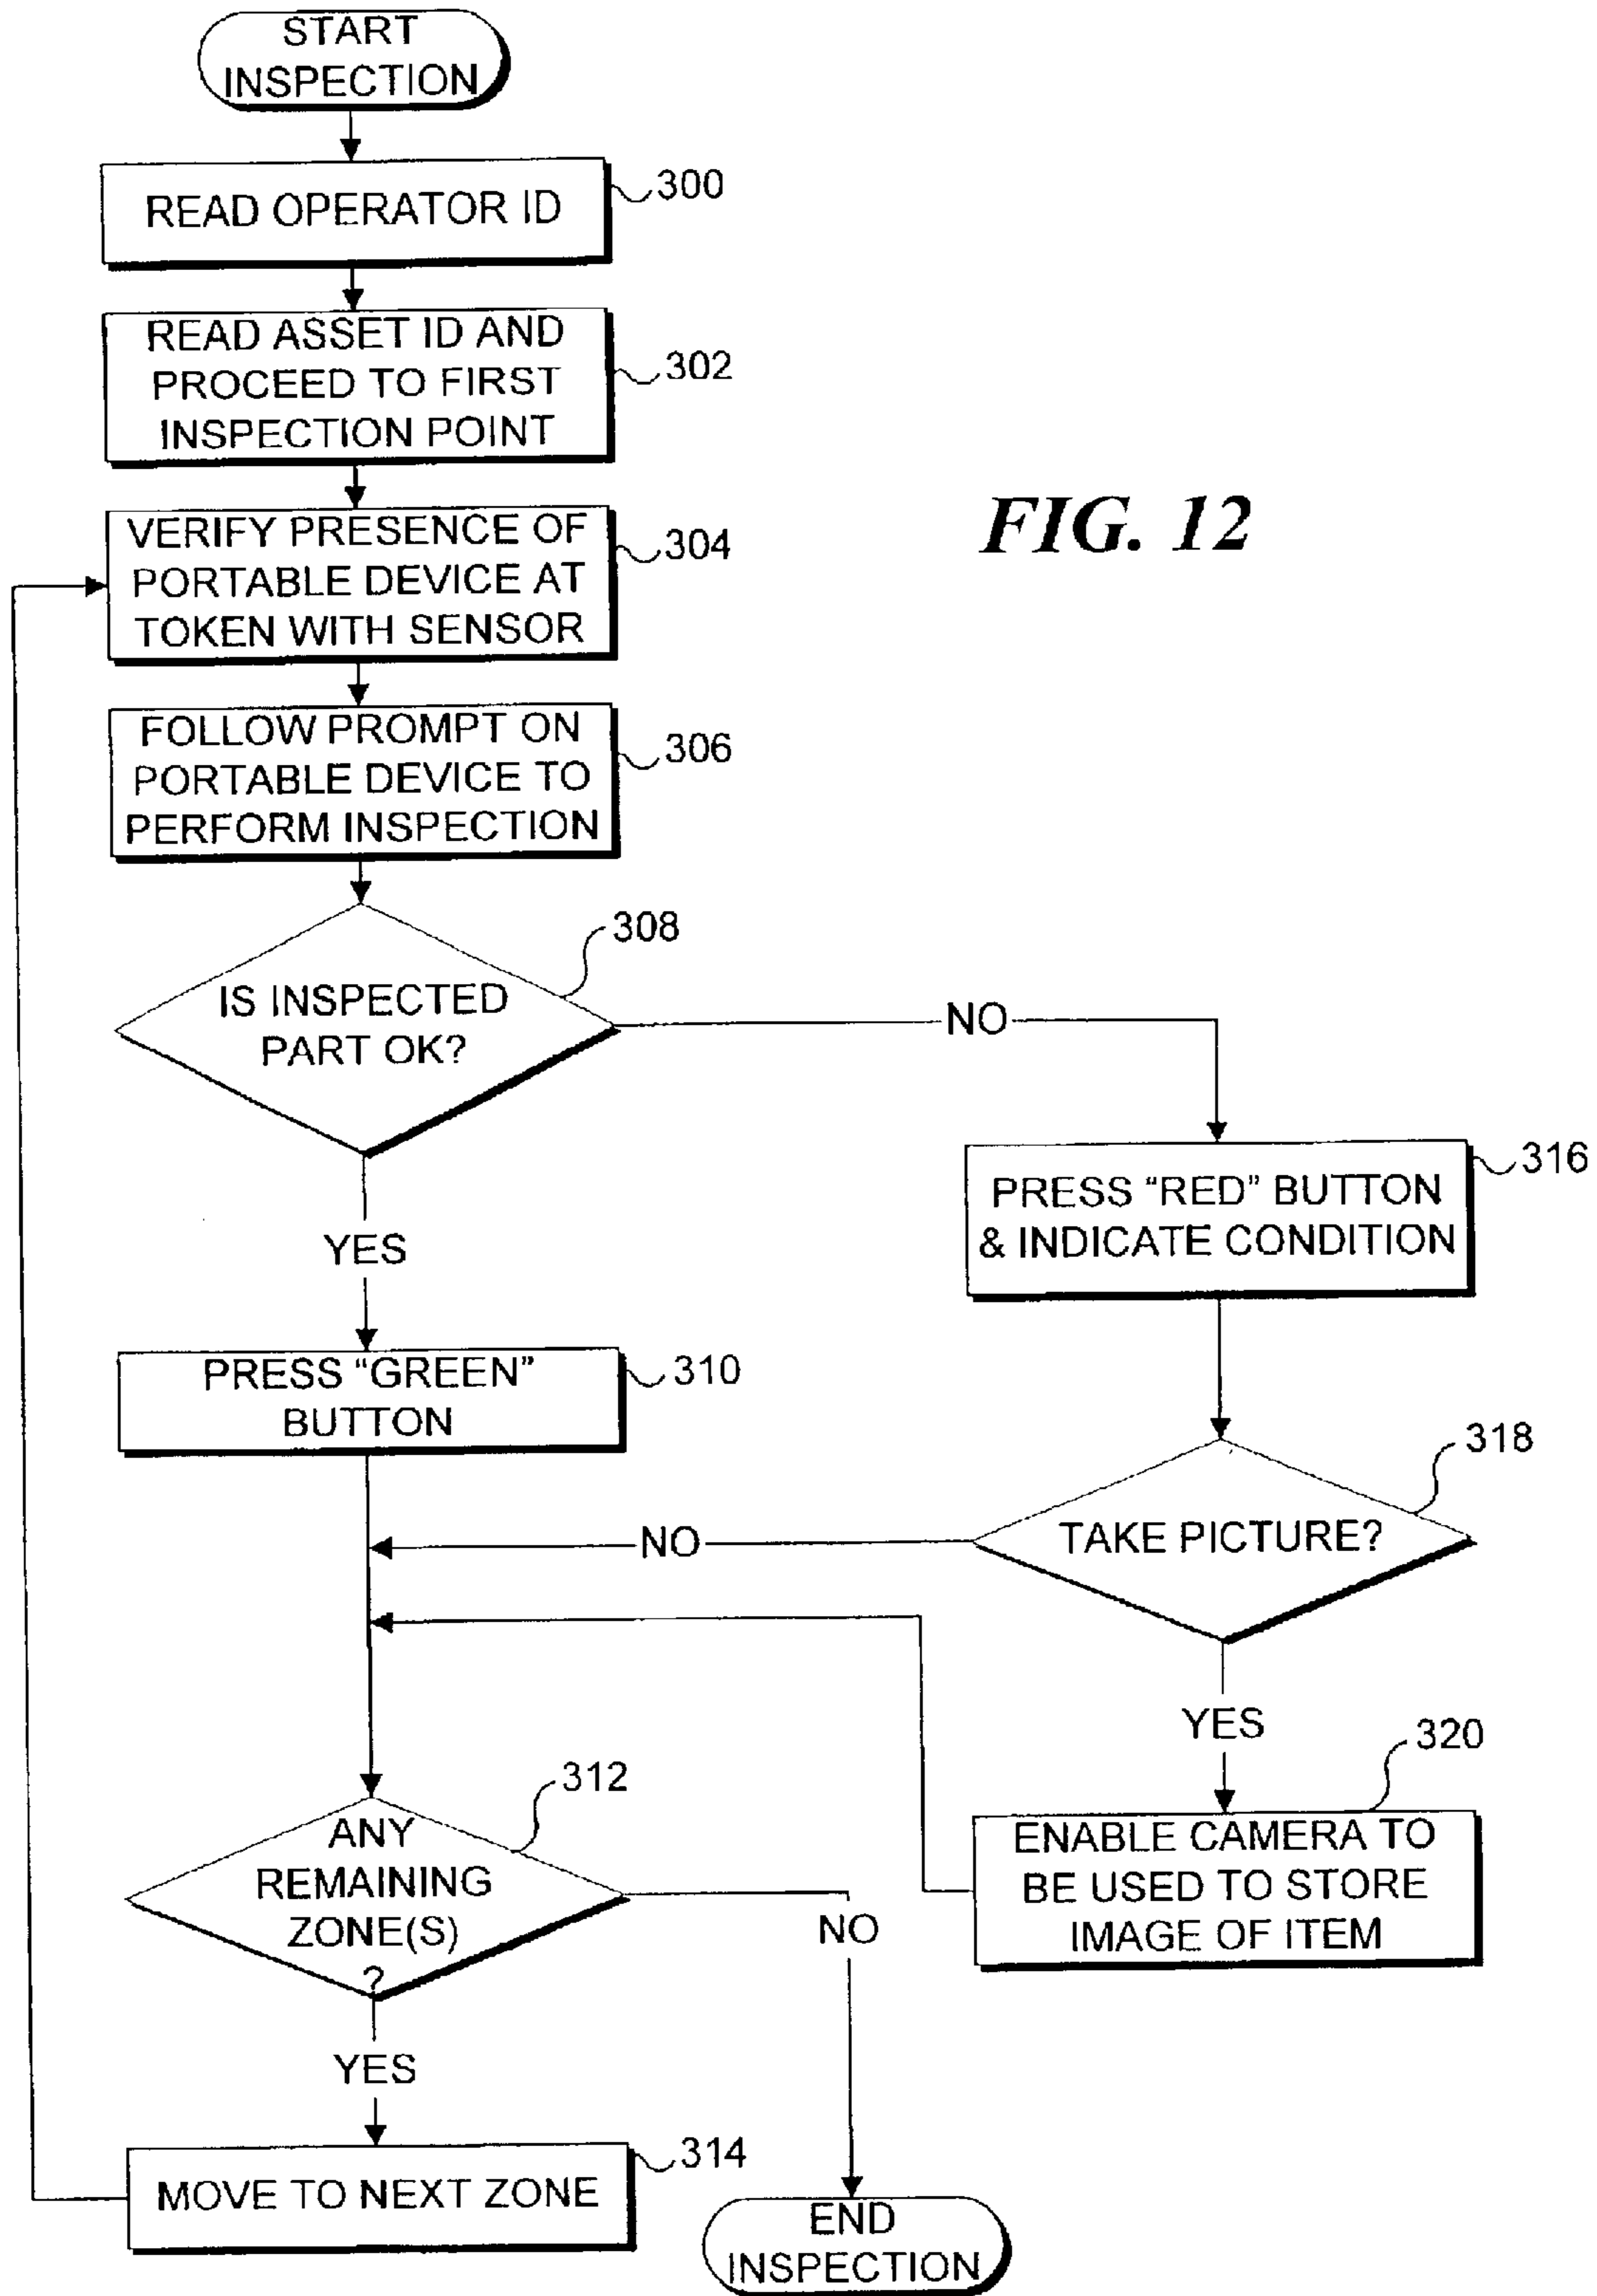 START
INSPECTION
READ OPERATOR ID
300
READ ASSET ID AND
PROCEED TO FIRST
INSPECTION POINT
302
FIG. 12
VERIFY PRESENCE OF
PORTABLE DEVICE AT
TOKEN WITH SENSOR
304
FOLLOW PROMPT ON
PORTABLE DEVICE TO
PERFORM INSPECTION
306
308
IS INSPECTED
PART OK?
NO
YES
316
PRESS “RED” BUTTON
& INDICATE CONDITION
PRESS “GREEN”
BUTTON
310
318
TAKE PICTURE?
NO
YES
320
ENABLE CAMERA TO
BE USED TO STORE
IMAGE OF ITEM
312
ANY
REMAINING
ZONE(S)
?
NO
YES
314
MOVE TO NEXT ZONE
END
INSPECTION